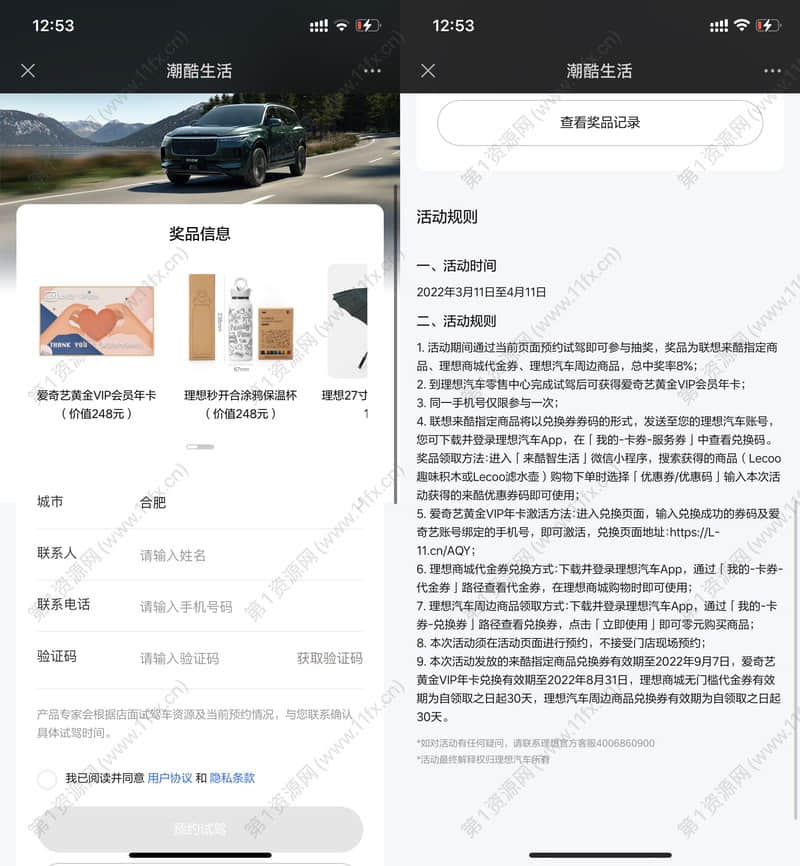 12:53
潮酷生活
奖品信息
THANK YOU
238mm
67mm
爱奇艺黄金VIP会员年卡
（价值248元）
理想秒开合涂鸦保温杯
（价值248元）
理想27寸
1
城市
合肥
联系人
请输入姓名
联系电话
请输入手机号码
验证码
请输入验证码
获取验证码
产品专家会根据店面试驾车资源及当前预约情况，与您联系确认
具体试驾时间。
我已阅读并同意 用户协议 和 隐私条款
预约试驾
12:53
潮酷生活
查看奖品记录
活动规则
一、活动时间
2022年3月11日至4月11日
二、活动规则
1. 活动期间通过当前页面预约试驾即可参与抽奖，奖品为联想来酷指定商
品、理想商城代金券、理想汽车周边商品，总中奖率8%；
2. 到理想汽车零售中心完成试驾后可获得爱奇艺黄金VIP会员年卡；
3. 同一手机号仅限参与一次；
4. 联想来酷指定商品将以兑换券券码的形式，发送至您的理想汽车账号，
您可下载并登录理想汽车App，在「我的-卡券-服务券」中查看兑换码。
奖品领取方法:进入「来酷智生活」微信小程序，搜索获得的商品（Lecoo
趣味积木或Lecoo滤水壶）购物下单时选择「优惠券/优惠码」输入本次活
动获得的来酷优惠券码即可使用；
5. 爱奇艺黄金VIP年卡激活方法:进入兑换页面，输入兑换成功的券码及爱
奇艺账号绑定的手机号，即可激活，兑换页面地址:https://L-
11.cn/AQY；
6. 理想商城代金券兑换方式:下载并登录理想汽车App，通过「我的-卡券-
代金券」路径查看代金券，在理想商城购物时即可使用；
7. 理想汽车周边商品领取方式:下载并登录理想汽车App，通过「我的-卡
券-兑换券」路径查看兑换券，点击「立即使用」即可零元购买商品；
8. 本次活动须在活动页面进行预约，不接受门店现场预约；
9. 本次活动发放的来酷指定商品兑换券有效期至2022年9月7日，爱奇艺
黄金VIP年卡兑换有效期至2022年8月31日，理想商城无门槛代金券有效
期为自领取之日起30天，理想汽车周边商品兑换券有效期为自领取之日起
30天。
*如对活动有任何疑问，请联系理想官方客服4006860900
*活动最终解释权归理想汽车所有
第1资源网 (www.11fx.cn)